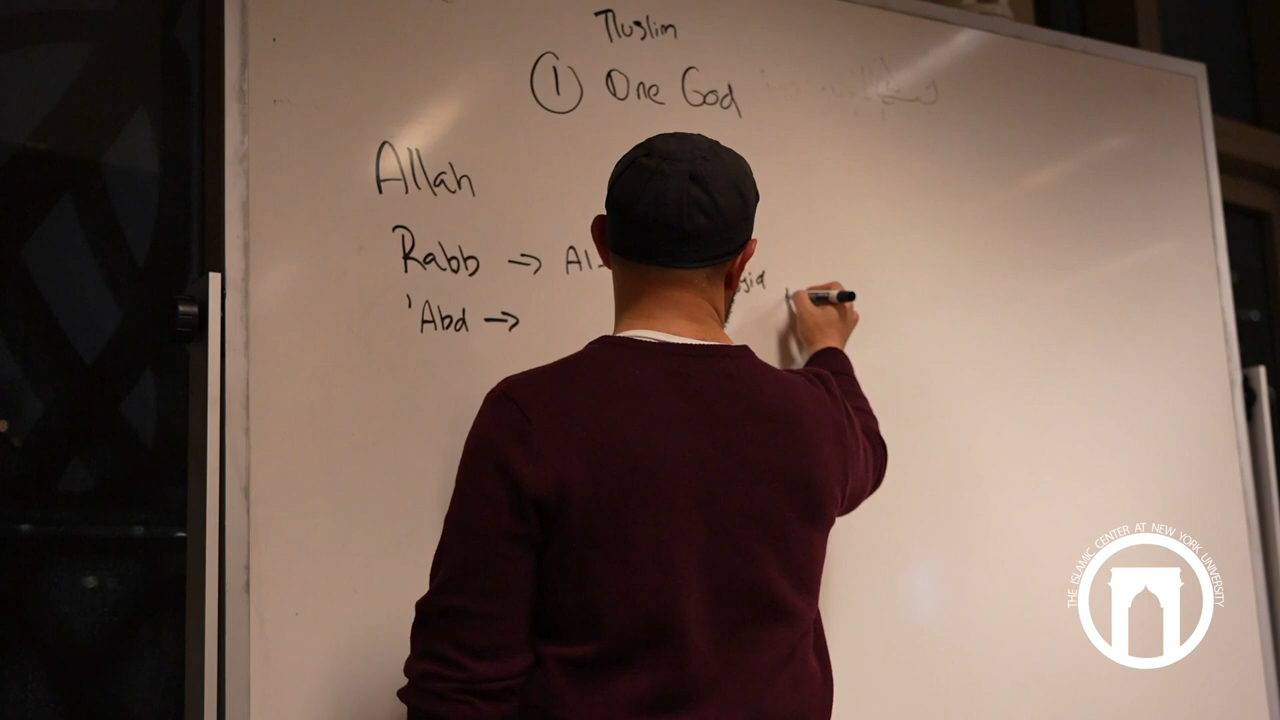 Muslim
① One God
Allah
Rabb → Al-
'Abd →
THE ISLAMIC CENTER AT NEW YORK UNIVERSITY